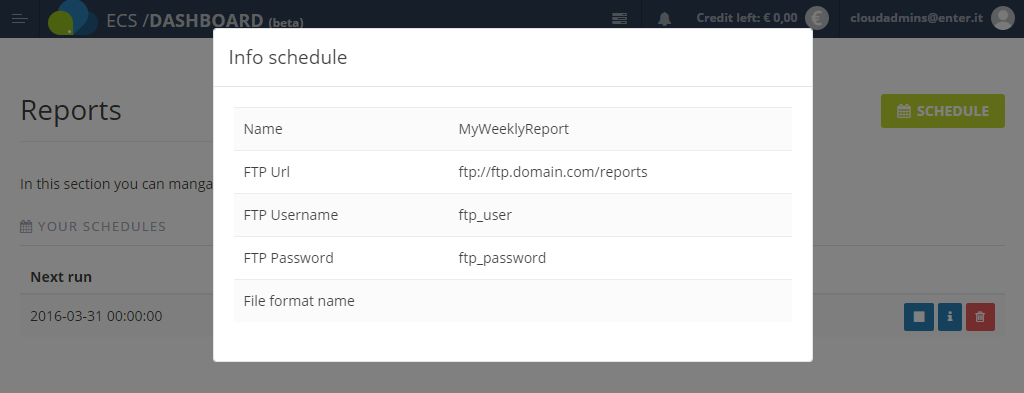 ECS /DASHBOARD (beta)
Credit left: € 0,00
€
cloudadmins@enter.it
Info schedule
Reports
SCHEDULE
Name MyWeeklyReport
FTP Url ftp://ftp.domain.com/reports
In this section you can manga
FTP Username ftp_user
YOUR SCHEDULES
FTP Password ftp_password
Next run
File format name
2016-03-31 00:00:00